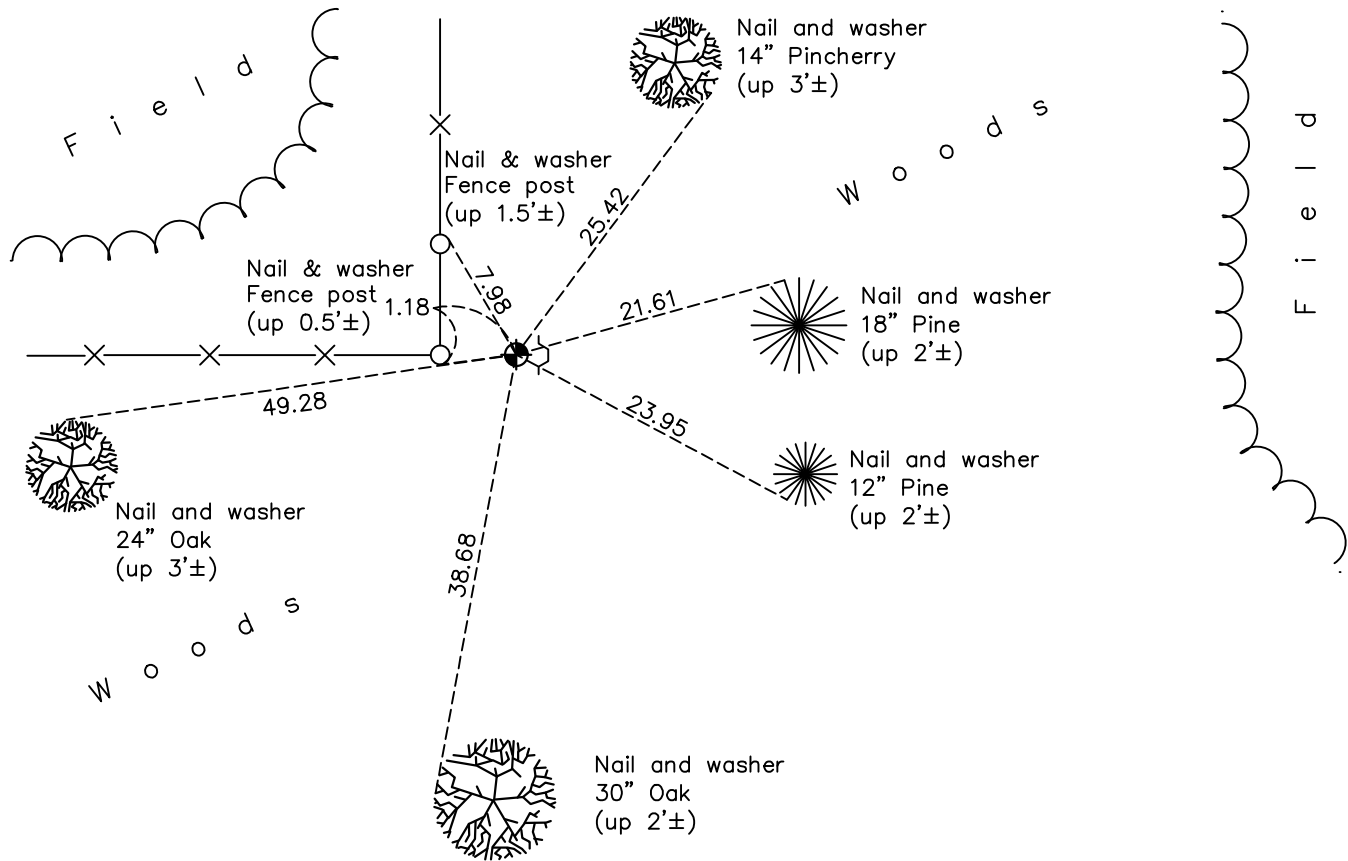 Field
Nail and washer
14” Pincherry
(up 3’±)
Woods
Field
Nail & washer
Fence post
(up 1.5’±)
25.42
Nail & washer
Fence post
(up 0.5’±)
1.18
7.98
21.61
Nail and washer
18” Pine
(up 2’±)
49.28
23.95
Nail and washer
12” Pine
(up 2’±)
Nail and washer
24” Oak
(up 3’±)
38.68
Woods
Nail and washer
30” Oak
(up 2’±)